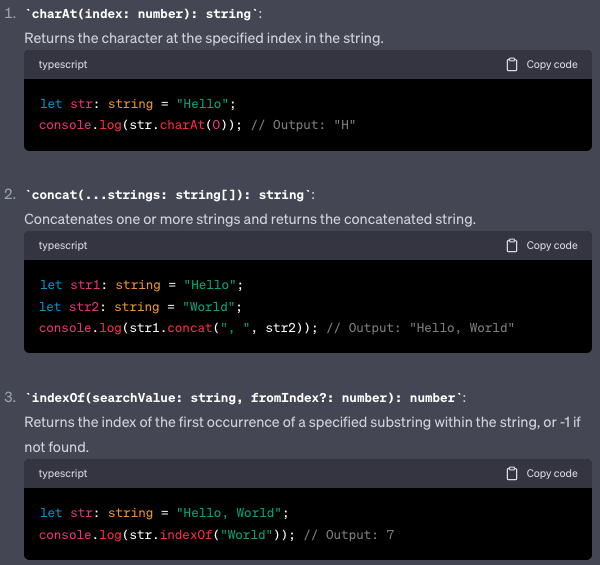 1. `charAt(index: number): string`:
Returns the character at the specified index in the string.
typescript Copy code
let str: string = "Hello";
console.log(str.charAt(0)); // Output: "H"
2. `concat(...strings: string[]): string`:
Concatenates one or more strings and returns the concatenated string.
typescript Copy code
let str1: string = "Hello";
let str2: string = "World";
console.log(str1.concat(", ", str2)); // Output: "Hello, World"
3. `indexOf(searchValue: string, fromIndex?: number): number`:
Returns the index of the first occurrence of a specified substring within the string, or -1 if
not found.
typescript Copy code
let str: string = "Hello, World";
console.log(str.indexOf("World")); // Output: 7